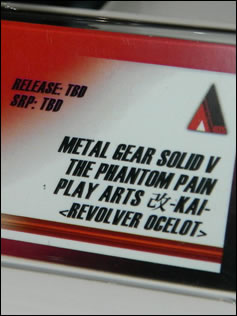 RELEASE: TBD
SRP: TBD
METAL GEAR SOLID V
THE PHANTOM PAIN
PLAY ARTS 改 -KAI-
<REVOLVER OCELOT>